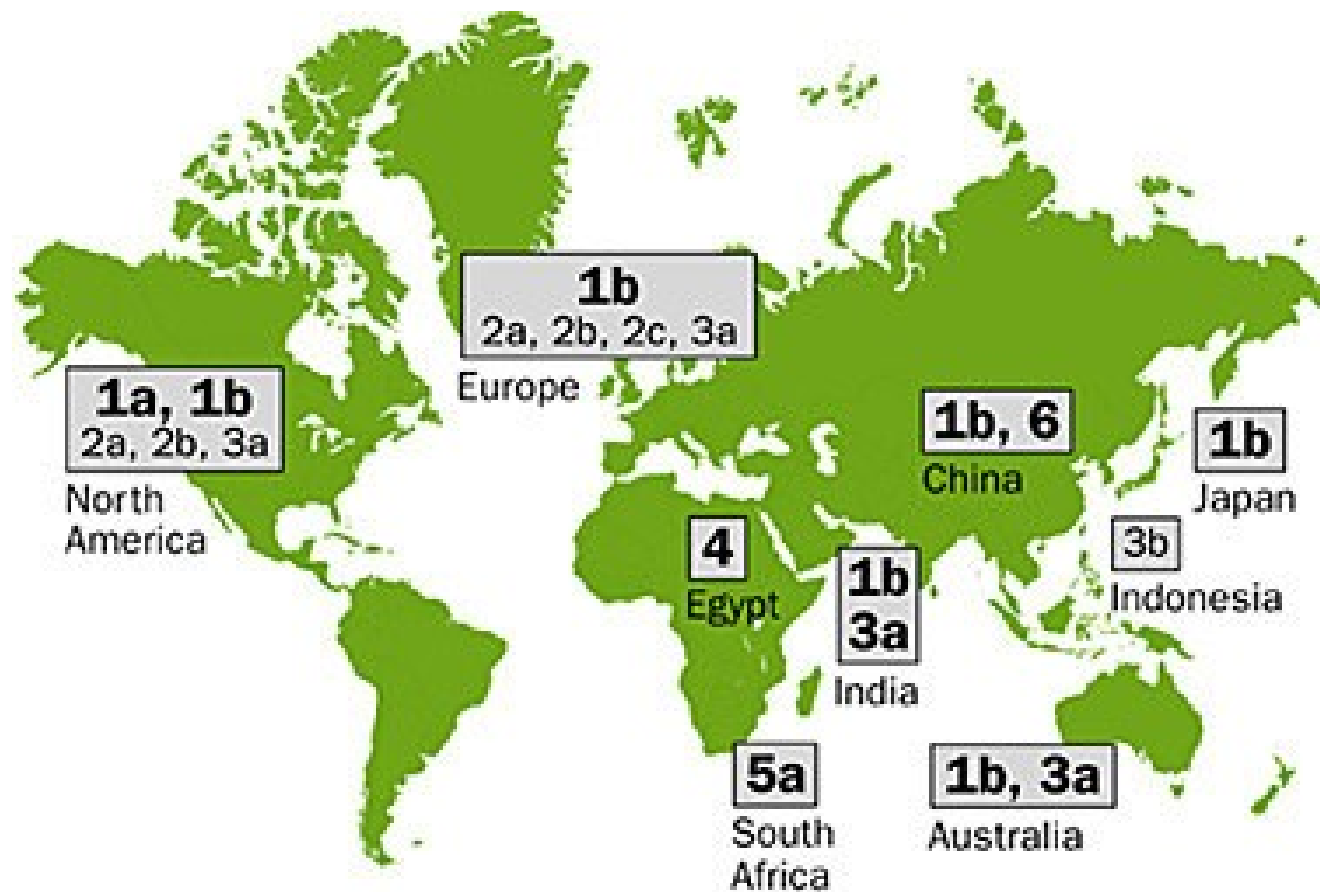 1b
2a, 2b, 2c, 3a
Europe
1a, 1b
2a, 2b, 3a
North
America
1b, 6
China
1b
Japan
4
Egypt
1b
3a
India
3b
Indonesia
5a
South
Africa
1b, 3a
Australia